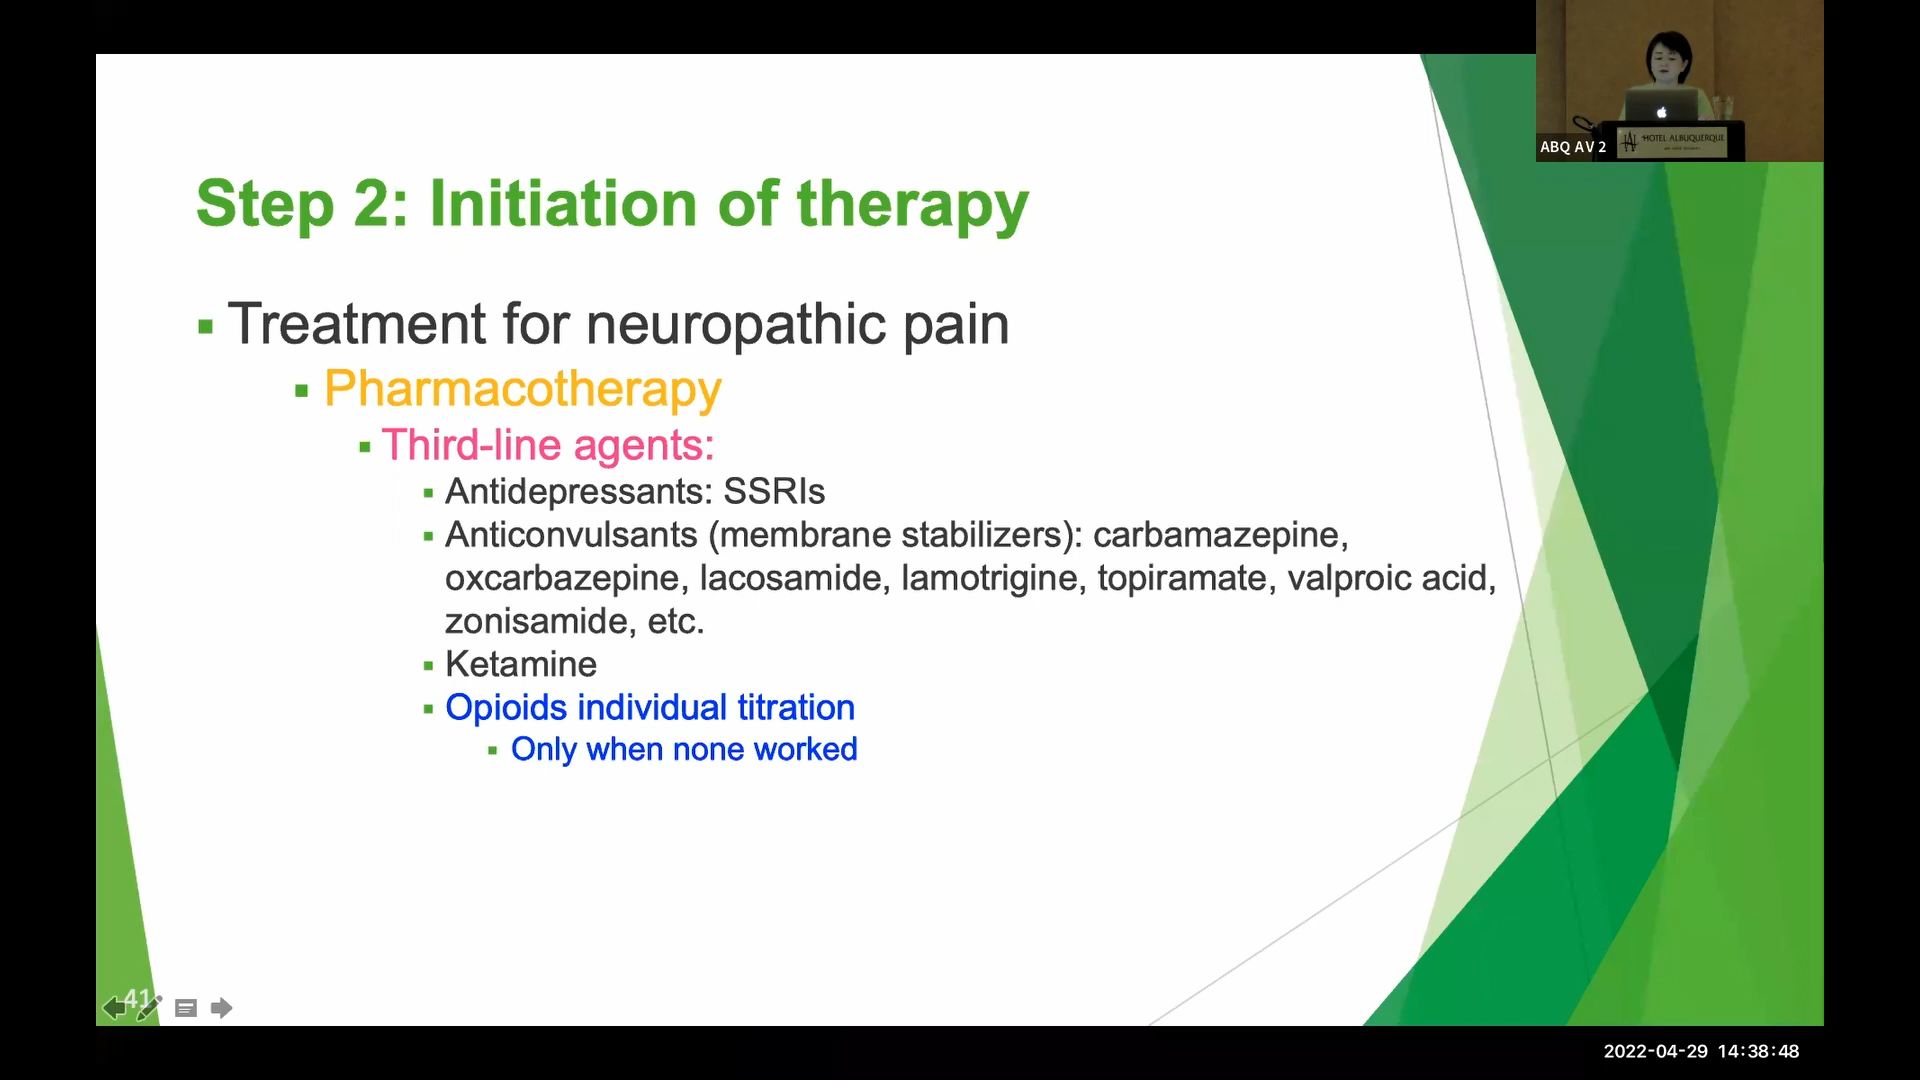 HOTEL ALBUQUERQUE
ABQ AV 2
Step 2: Initiation of therapy
Treatment for neuropathic pain
Pharmacotherapy
Third-line agents:
Antidepressants: SSRIs
Anticonvulsants (membrane stabilizers): carbamazepine,
oxcarbazepine, lacosamide, lamotrigine, topiramate, valproic acid,
zonisamide, etc.
Ketamine
Opioids individual titration
Only when none worked
41
2022-04-29 14:38:48